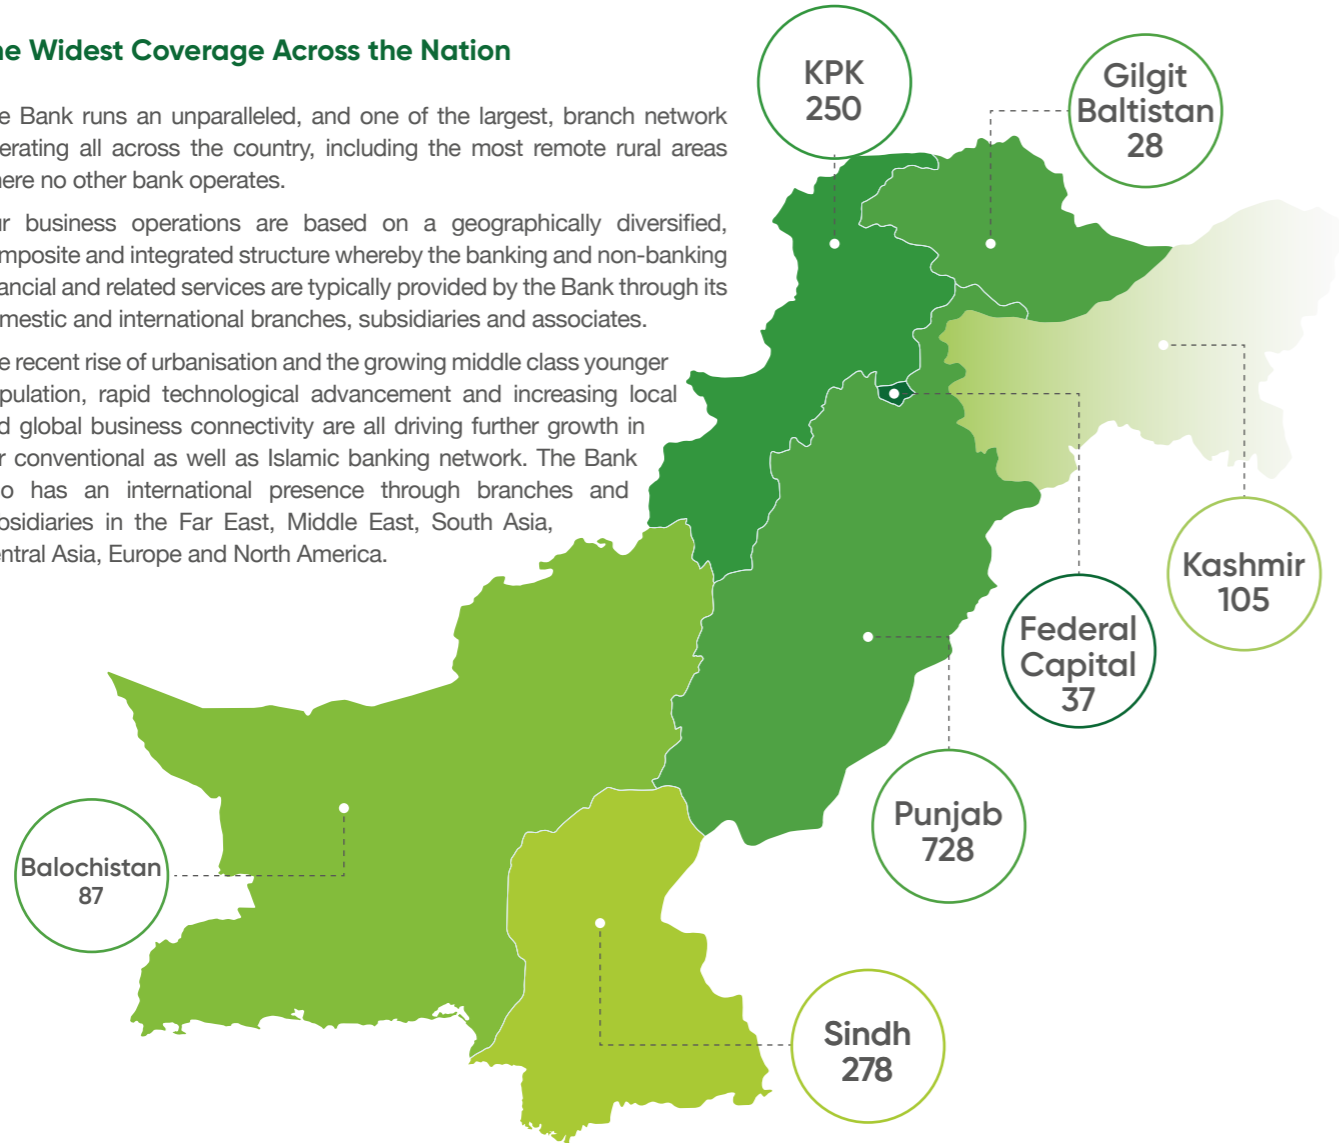 he Widest Coverage Across the Nation
e Bank runs an unparalleled, and one of the largest, branch network
erating all across the country, including the most remote rural areas
here no other bank operates.
ur business operations are based on a geographically diversified,
mposite and integrated structure whereby the banking and non-banking
ancial and related services are typically provided by the Bank through its
mestic and international branches, subsidiaries and associates.
e recent rise of urbanisation and the growing middle class younger
pulation, rapid technological advancement and increasing local
d global business connectivity are all driving further growth in
r conventional as well as Islamic banking network. The Bank
o has an international presence through branches and
bsidiaries in the Far East, Middle East, South Asia,
entral Asia, Europe and North America.
KPK
250
Gilgit
Baltistan
28
Kashmir
105
Federal
Capital
37
Punjab
728
Balochistan
87
Sindh
278